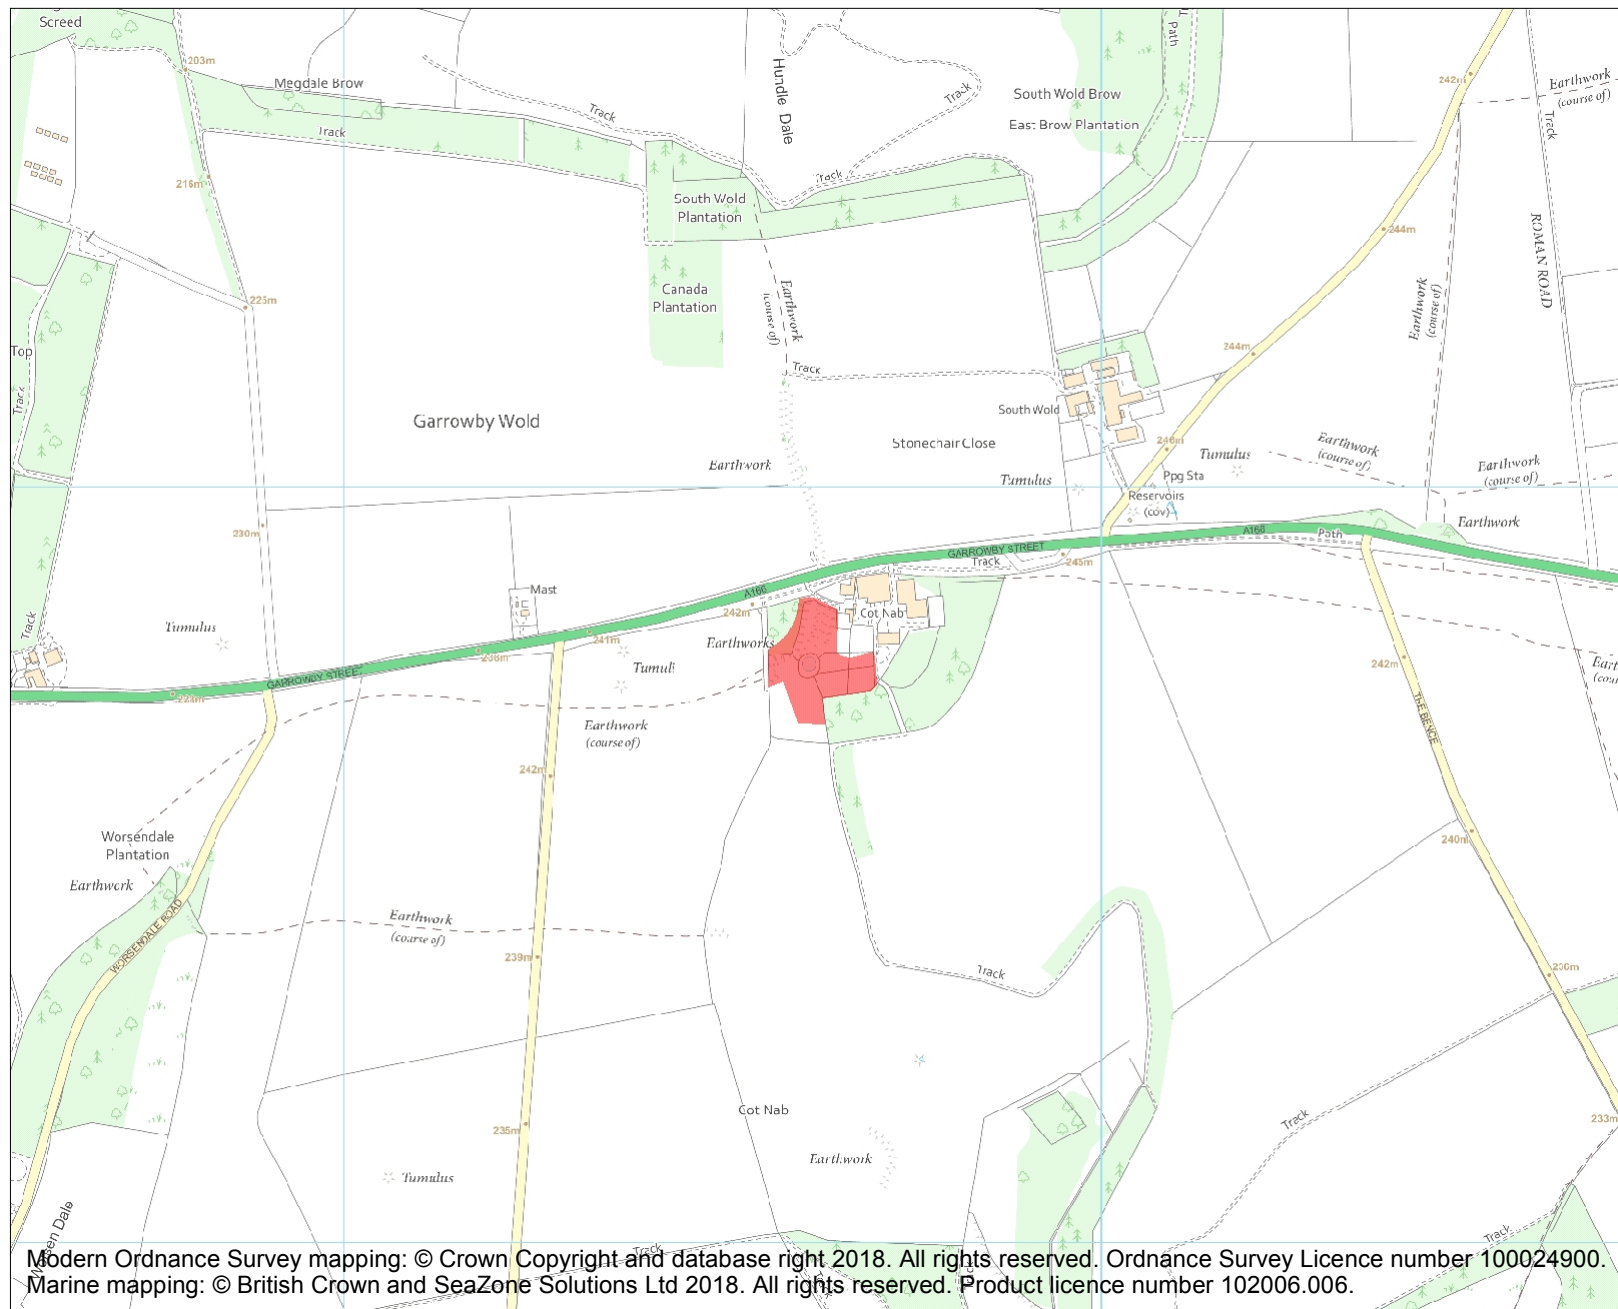 Screed
203m
Megdale Brow
Track
Track
Hundle Dale
Track
South Wold Brow
East Brow Plantation
Path
242m
Earthwork
(course of)
Track
216m
South Wold
Plantation
Track
244m
ROMAN ROAD
225m
Canada
Plantation
Earthwork
(course of)
Earthwork
(course of)
Top
Track
244m
Track
Garrowby Wold
South Wold
Stonechair Close
246m
Tumulus
Earthwork
(course of)
Earthwork
(course of)
Earthwork
Tumulus
Ppg Sta
Reservoirs
(cov)
Earthwork
230m
GARROWBY STREET
A166
Path
Track
245m
Mast
A166
242m
Cot Nab
Track
Tumulus
241m
Earthworks
238m
Tumuli
242m
GARROWBY STREET
Earthwork
(course of)
THE BENCE
242m
Worsendale
Plantation
Earthwork
240m
WORSENDALE ROAD
Earthwork
(course of)
239m
Track
Cot Nab
235m
Track
233m
Earthwork
Tumulus
Track
Track
Modern Ordnance Survey mapping: © Crown Copyright and database right 2018. All rights reserved. Ordnance Survey Licence number 100024900.
Marine mapping: © British Crown and SeaZone Solutions Ltd 2018. All rights reserved. Product licence number 102006.006.